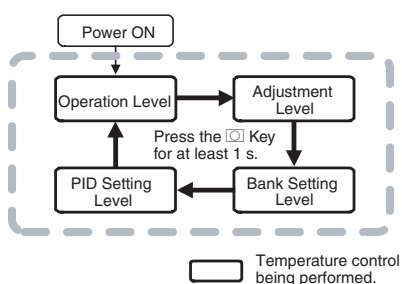 Power ON
Operation Level
Adjustment
Level
Press the Key
for at least 1 s.
PID Setting
Level
Bank Setting
Level
Temperature control
being performed.